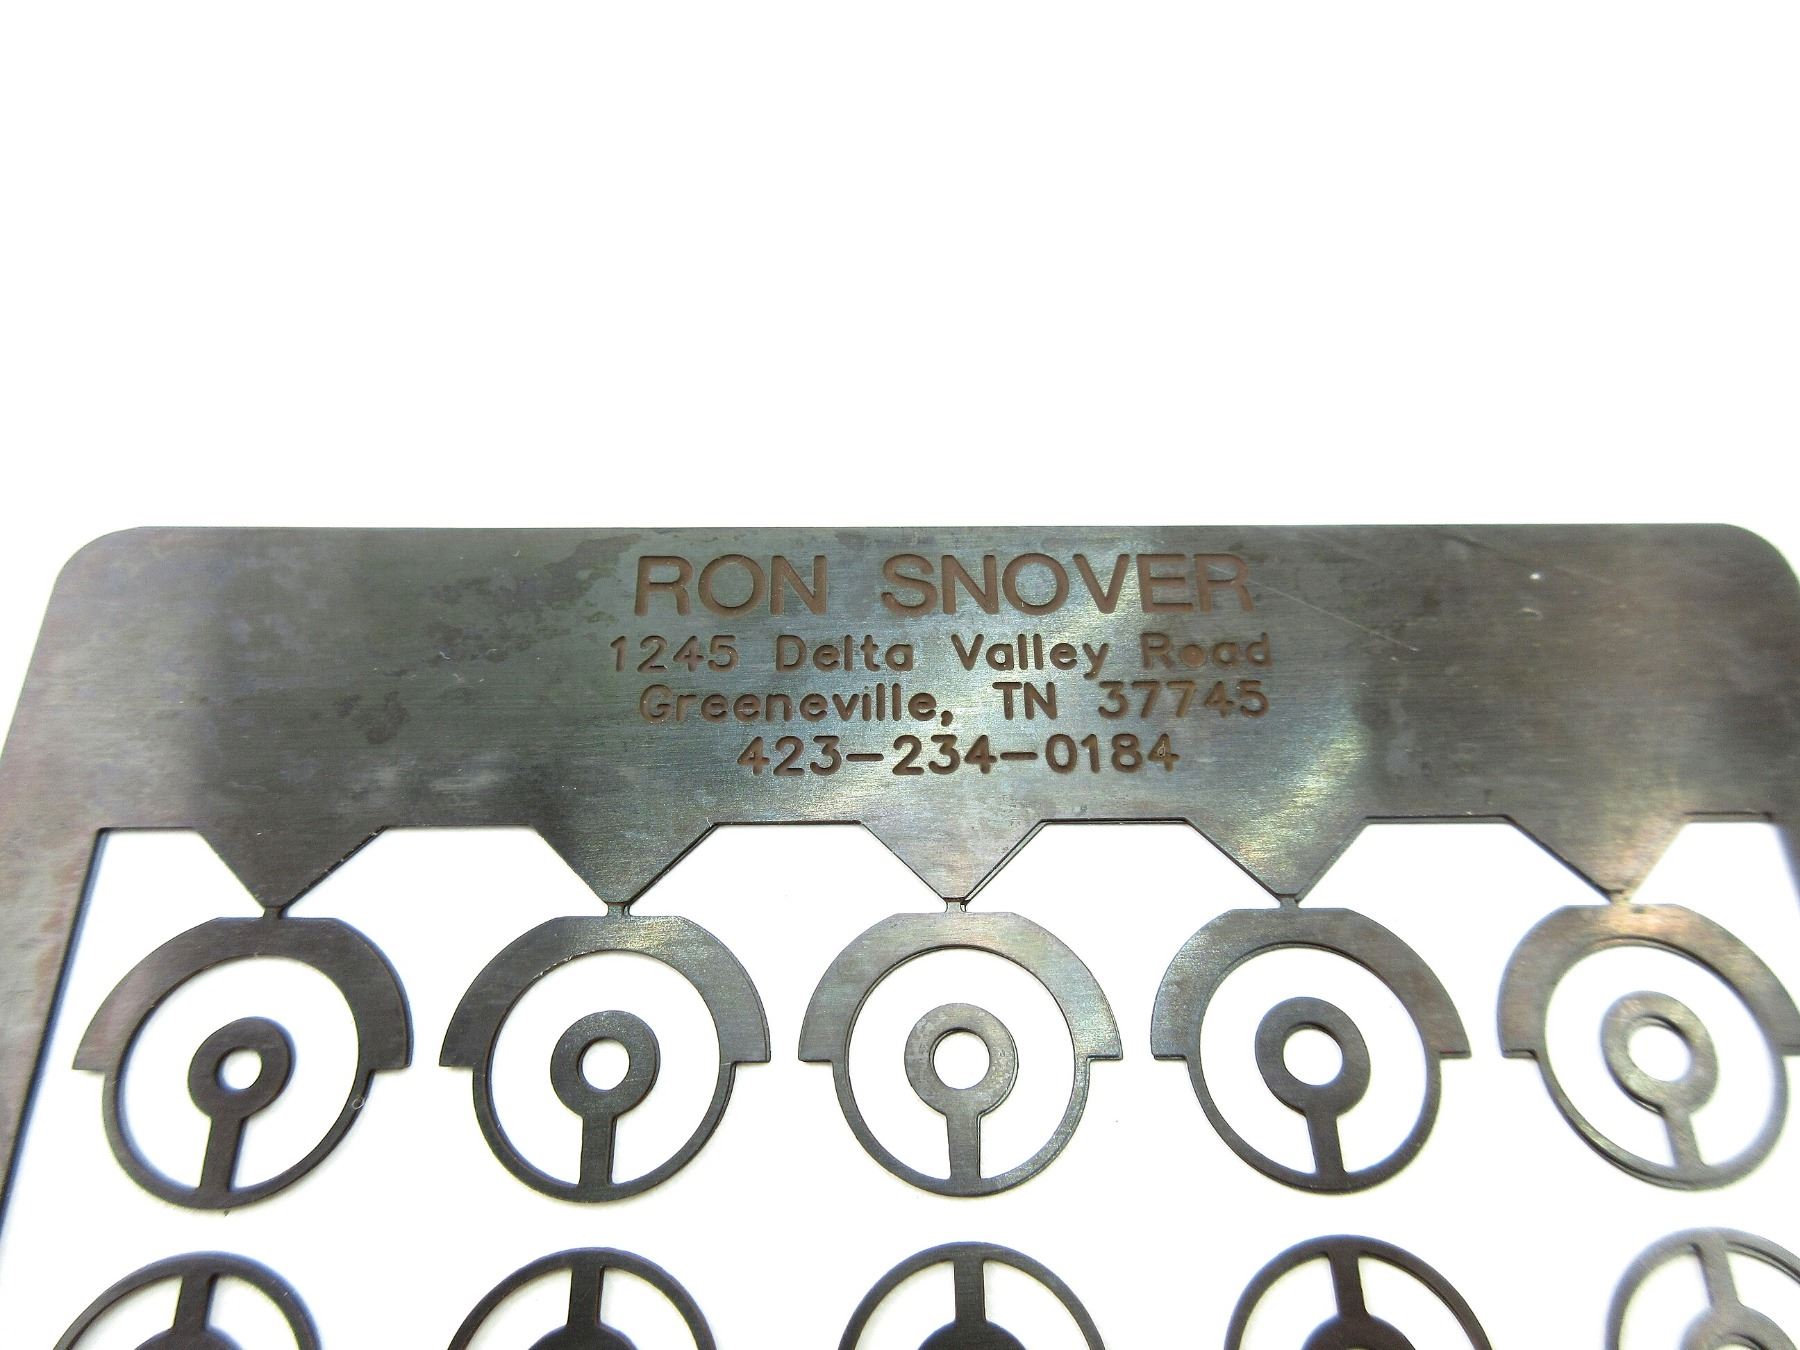 RON SNOVER
1245 Delta Valley Road
Greeneville, TN 37745
423-234-0184